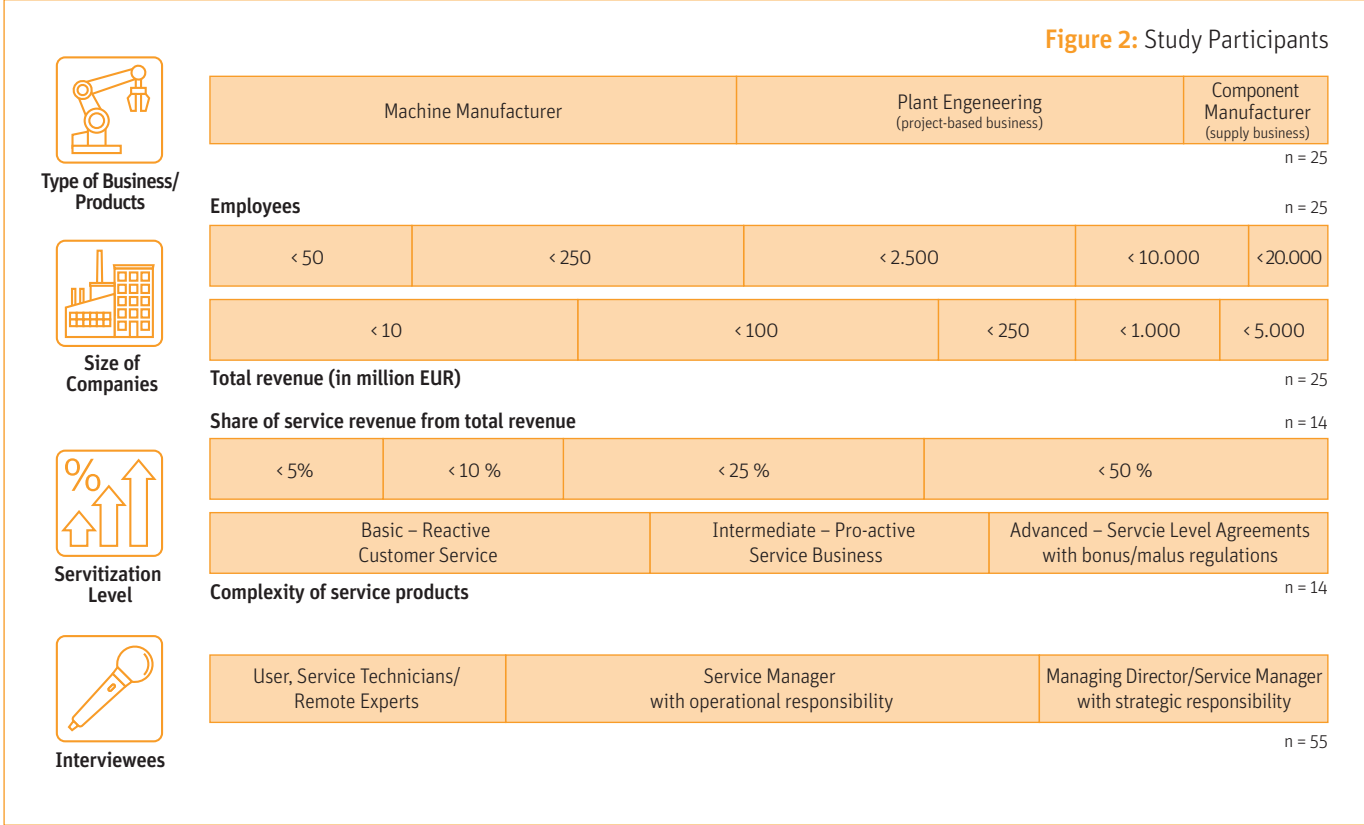 Figure 2: Study Participants
Machine Manufacturer
Plant Engeneering
(project-based business)
Component
Manufacturer
(supply business)
n = 25
Type of Business/
Products
Employees
n = 25
< 50
< 250
< 2.500
< 10.000
<20.000
< 10
< 100
< 250
< 1.000
< 5.000
Size of
Companies
Total revenue (in million EUR)
n = 25
Share of service revenue from total revenue
n = 14
%
< 5%
< 10 %
< 25 %
< 50 %
Basic – Reactive
Customer Service
Intermediate – Pro-active
Service Business
Advanced – Servcie Level Agreements
with bonus/malus regulations
Servitization
Level
Complexity of service products
n = 14
User, Service Technicians/
Remote Experts
Service Manager
with operational responsibility
Managing Director/Service Manager
with strategic responsibility
n = 55
Interviewees